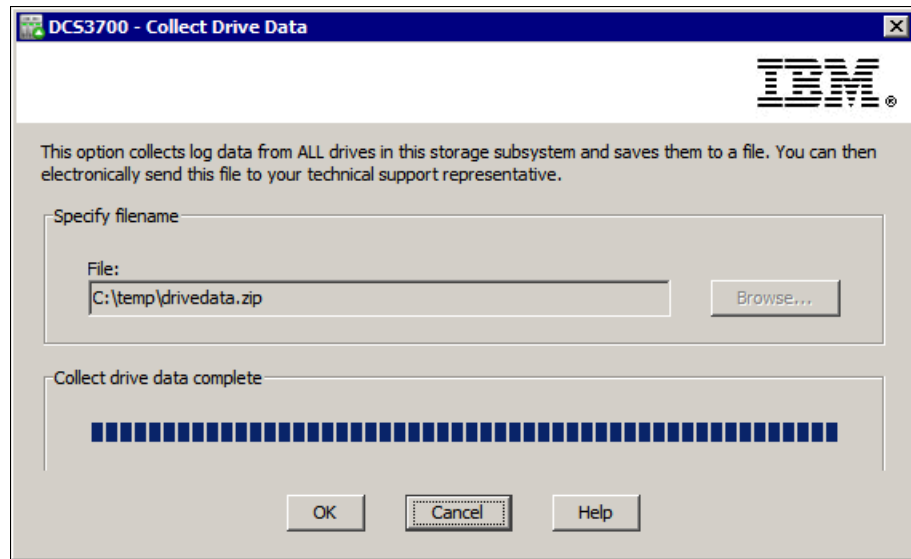 DCS3700 - Collect Drive Data
IBM®
This option collects log data from ALL drives in this storage subsystem and saves them to a file. You can then
electronically send this file to your technical support representative.
Specify filename
File:
C:\temp\drivedata.zip
Browse...
Collect drive data complete
OK
Cancel
Help